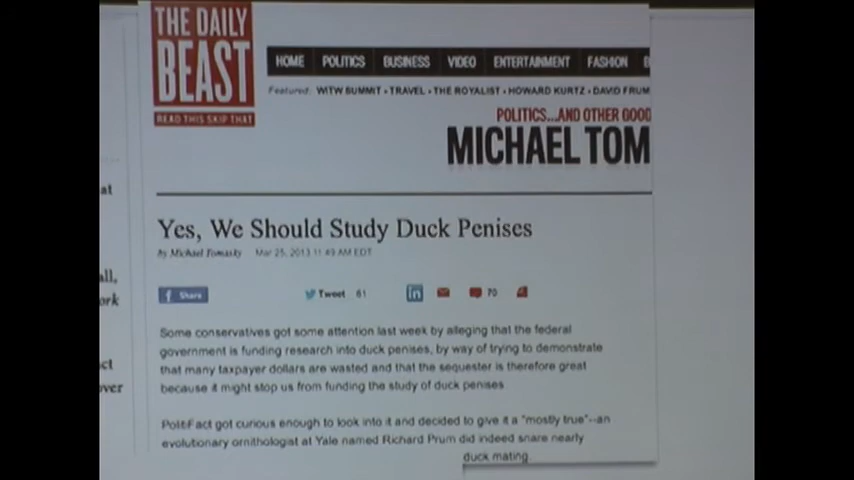 THE DAILY
BEAST
READ THIS SKIP THAT
HOME POLITICS BUSINESS VIDEO ENTERTAINMENT FASHION B
Featured: WITW SUMMIT • TRAVEL • THE ROYALIST • HOWARD KURTZ • DAVID FRUM
POLITICS...AND OTHER GOOD
MICHAEL TOM
at
all,
ork
ct
over
Yes, We Should Study Duck Penises
by Michael Tomasky Mar 25, 2013 11:49 AM EDT
Share Tweet 61 in 70
Some conservatives got some attention last week by alleging that the federal
government is funding research into duck penises, by way of trying to demonstrate
that many taxpayer dollars are wasted and that the sequester is therefore great
because it might stop us from funding the study of duck penises
PolitiFact got curious enough to look into it and decided to give it a "mostly true"--an
evolutionary ornithologist at Yale named Richard Prum did indeed snare nearly
duck mating.